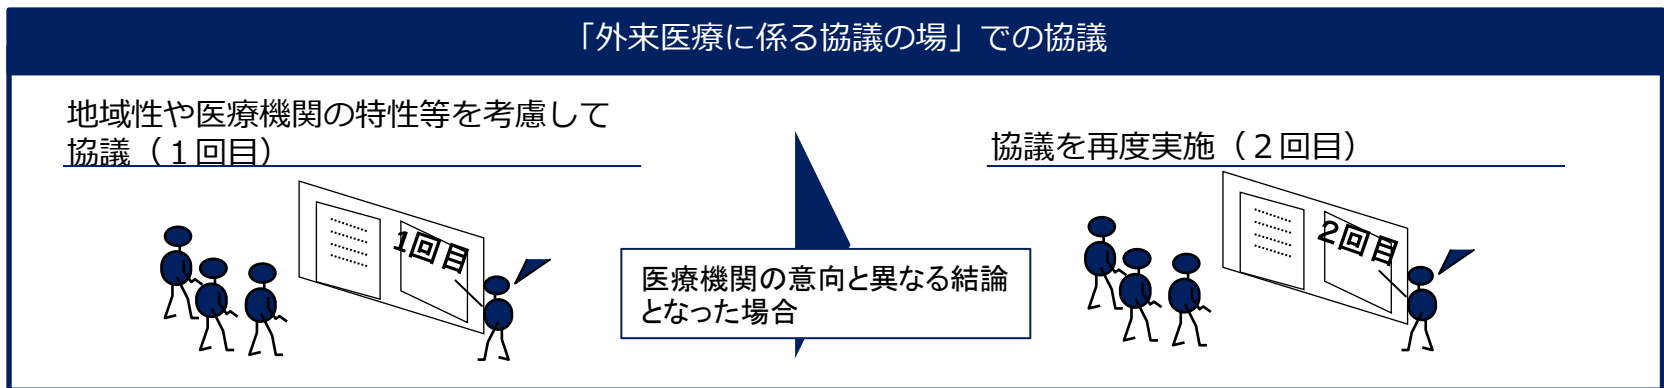 「外来医療に係る協議の場」での協議
地域性や医療機関の特性等を考慮して
協議（１回目）
1回目
医療機関の意向と異なる結論
となった場合
協議を再度実施（２回目）
2回目